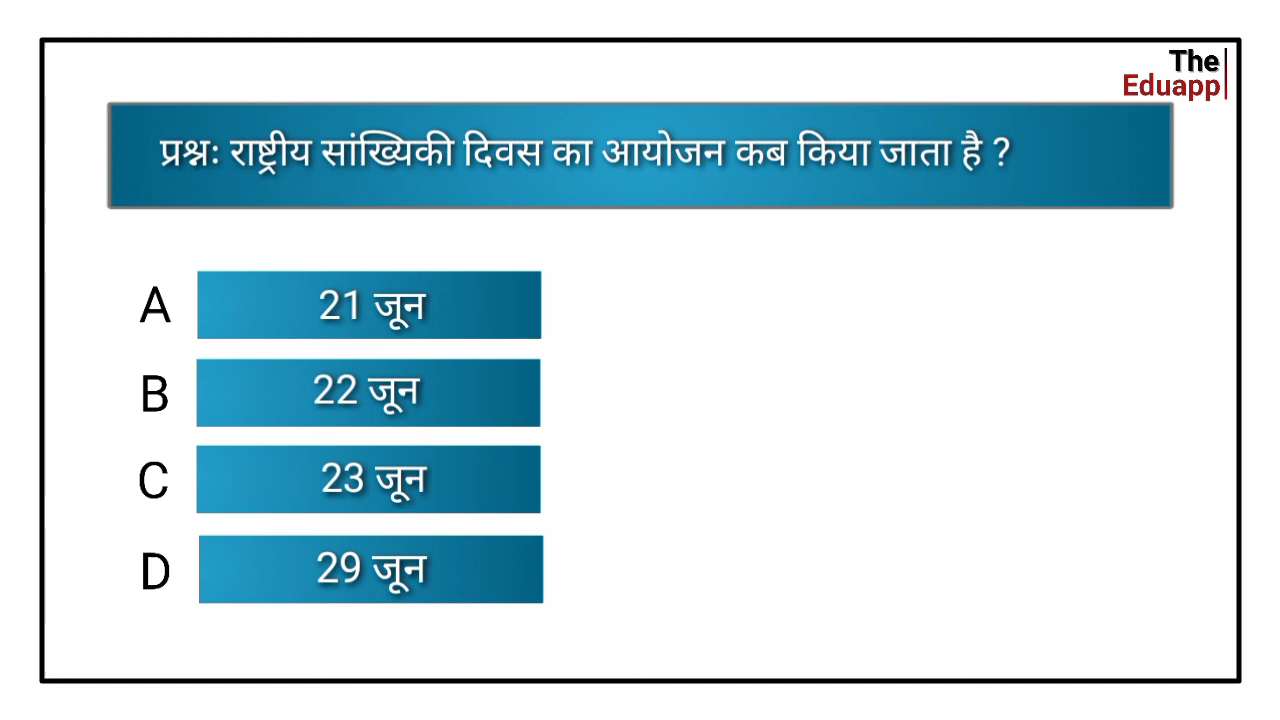 The
Eduapp
प्रश्नः राष्ट्रीय सांख्यिकी दिवस का आयोजन कब किया जाता है ?
A 21 जून
B 22 जून
C 23 जून
D 29 जून